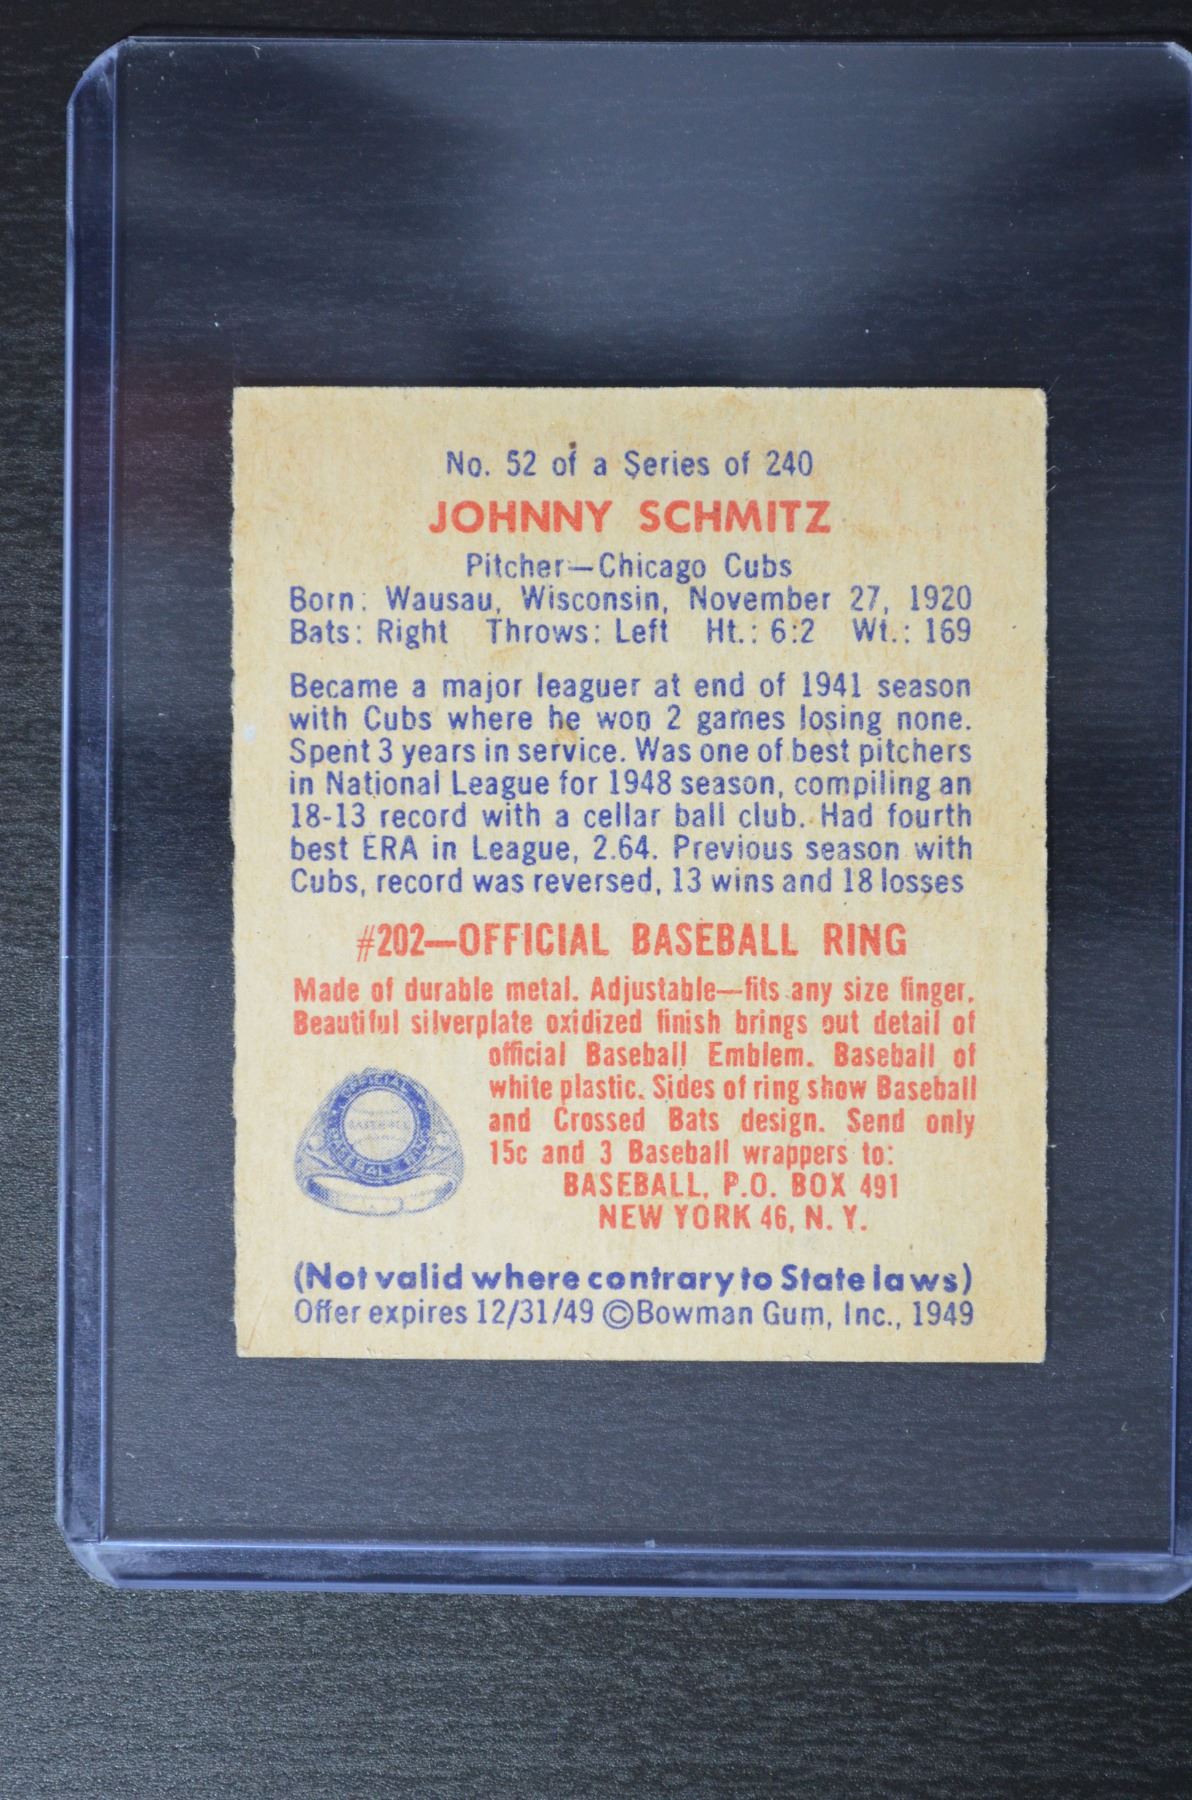 No. 52 of a Series of 240
JOHNNY SCHMITZ
Pitcher—Chicago Cubs
Born: Wausau, Wisconsin, November 27, 1920
Bats: Right Throws: Left Ht.: 6:2 Wt.: 169
Became a major leaguer at end of 1941 season
with Cubs where he won 2 games losing none.
Spent 3 years in service. Was one of best pitchers
in National League for 1948 season, compiling an
18-13 record with a cellar ball club. Had fourth
best ERA in League, 2.64. Previous season with
Cubs, record was reversed, 13 wins and 18 losses
#202—OFFICIAL BASEBALL RING
Made of durable metal. Adjustable—fits any size finger.
Beautiful silverplate oxidized finish brings out detail of
official Baseball Emblem. Baseball of
white plastic. Sides of ring show Baseball
and Crossed Bats design. Send only
15c and 3 Baseball wrappers to:
BASEBALL, P.O. BOX 491
NEW YORK 46, N. Y.
OFFICIAL
BASEBALL
(Not valid where contrary to State laws)
Offer expires 12/31/49 ©Bowman Gum, Inc., 1949